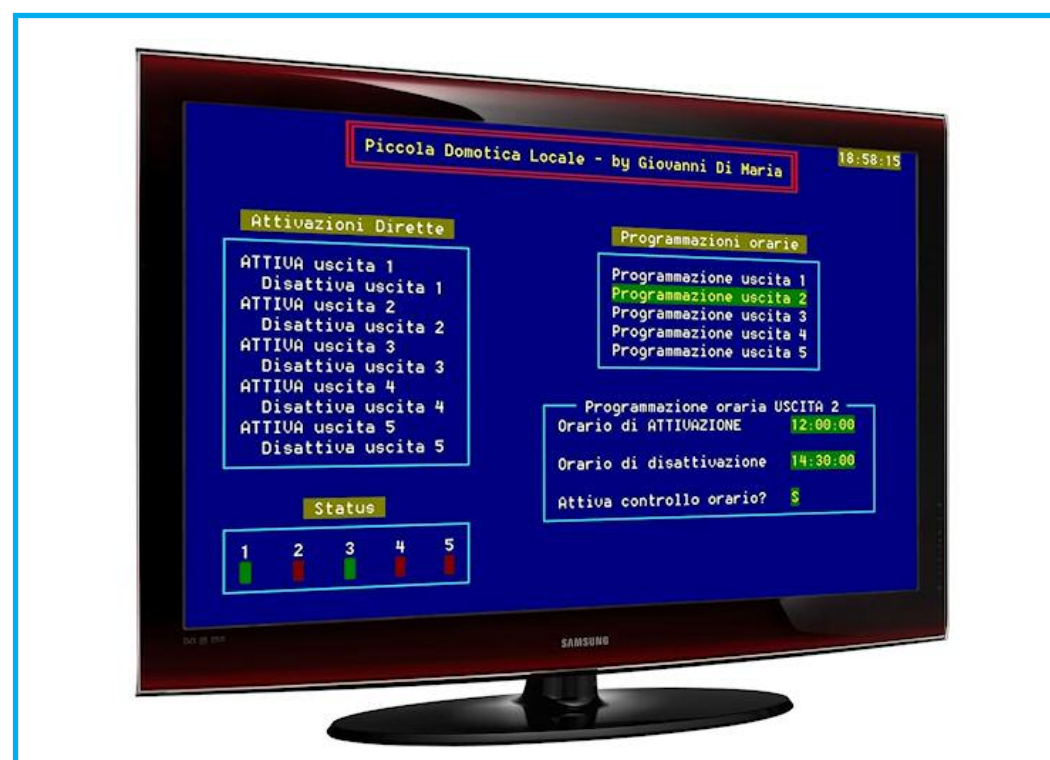 Piccola Domotica Locale - by Giovanni Di Maria
18:58:15
Attivazioni Dirette
ATTIVA uscita 1
Disattiva uscita 1
ATTIVA uscita 2
Disattiva uscita 2
ATTIVA uscita 3
Disattiva uscita 3
ATTIVA uscita 4
Disattiva uscita 4
ATTIVA uscita 5
Disattiva uscita 5
Programmazioni orarie
Programmazione uscita 1
Programmazione uscita 2
Programmazione uscita 3
Programmazione uscita 4
Programmazione uscita 5
Programmazione oraria USCITA 2
Orario di ATTIVAZIONE 12:00:00
Orario di disattivazione 14:30:00
Attiva controllo orario? S
Status
1 2 3 4 5
SAMSUNG